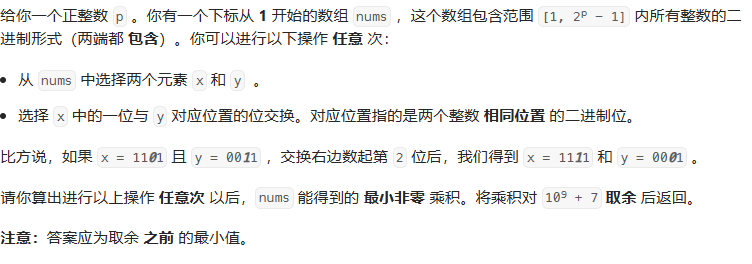 给你一个正整数 p 。你有一个下标从 1 开始的数组 nums ，这个数组包含范围 [1, 2ᵖ - 1] 内所有整数的二
进制形式（两端都 包含）。你可以进行以下操作 任意 次：
• 从 nums 中选择两个元素 x 和 y 。
• 选择 x 中的一位与 y 对应位置的位交换。对应位置指的是两个整数 相同位置 的二进制位。
比方说，如果 x = 1101 且 y = 0011 ，交换右边数起第 2 位后，我们得到 x = 1111 和 y = 0001 。
请你算出进行以上操作 任意次 以后， nums 能得到的 最小非零 乘积。将乘积对 10⁹ + 7 取余 后返回。
注意：答案应为取余 之前 的最小值。